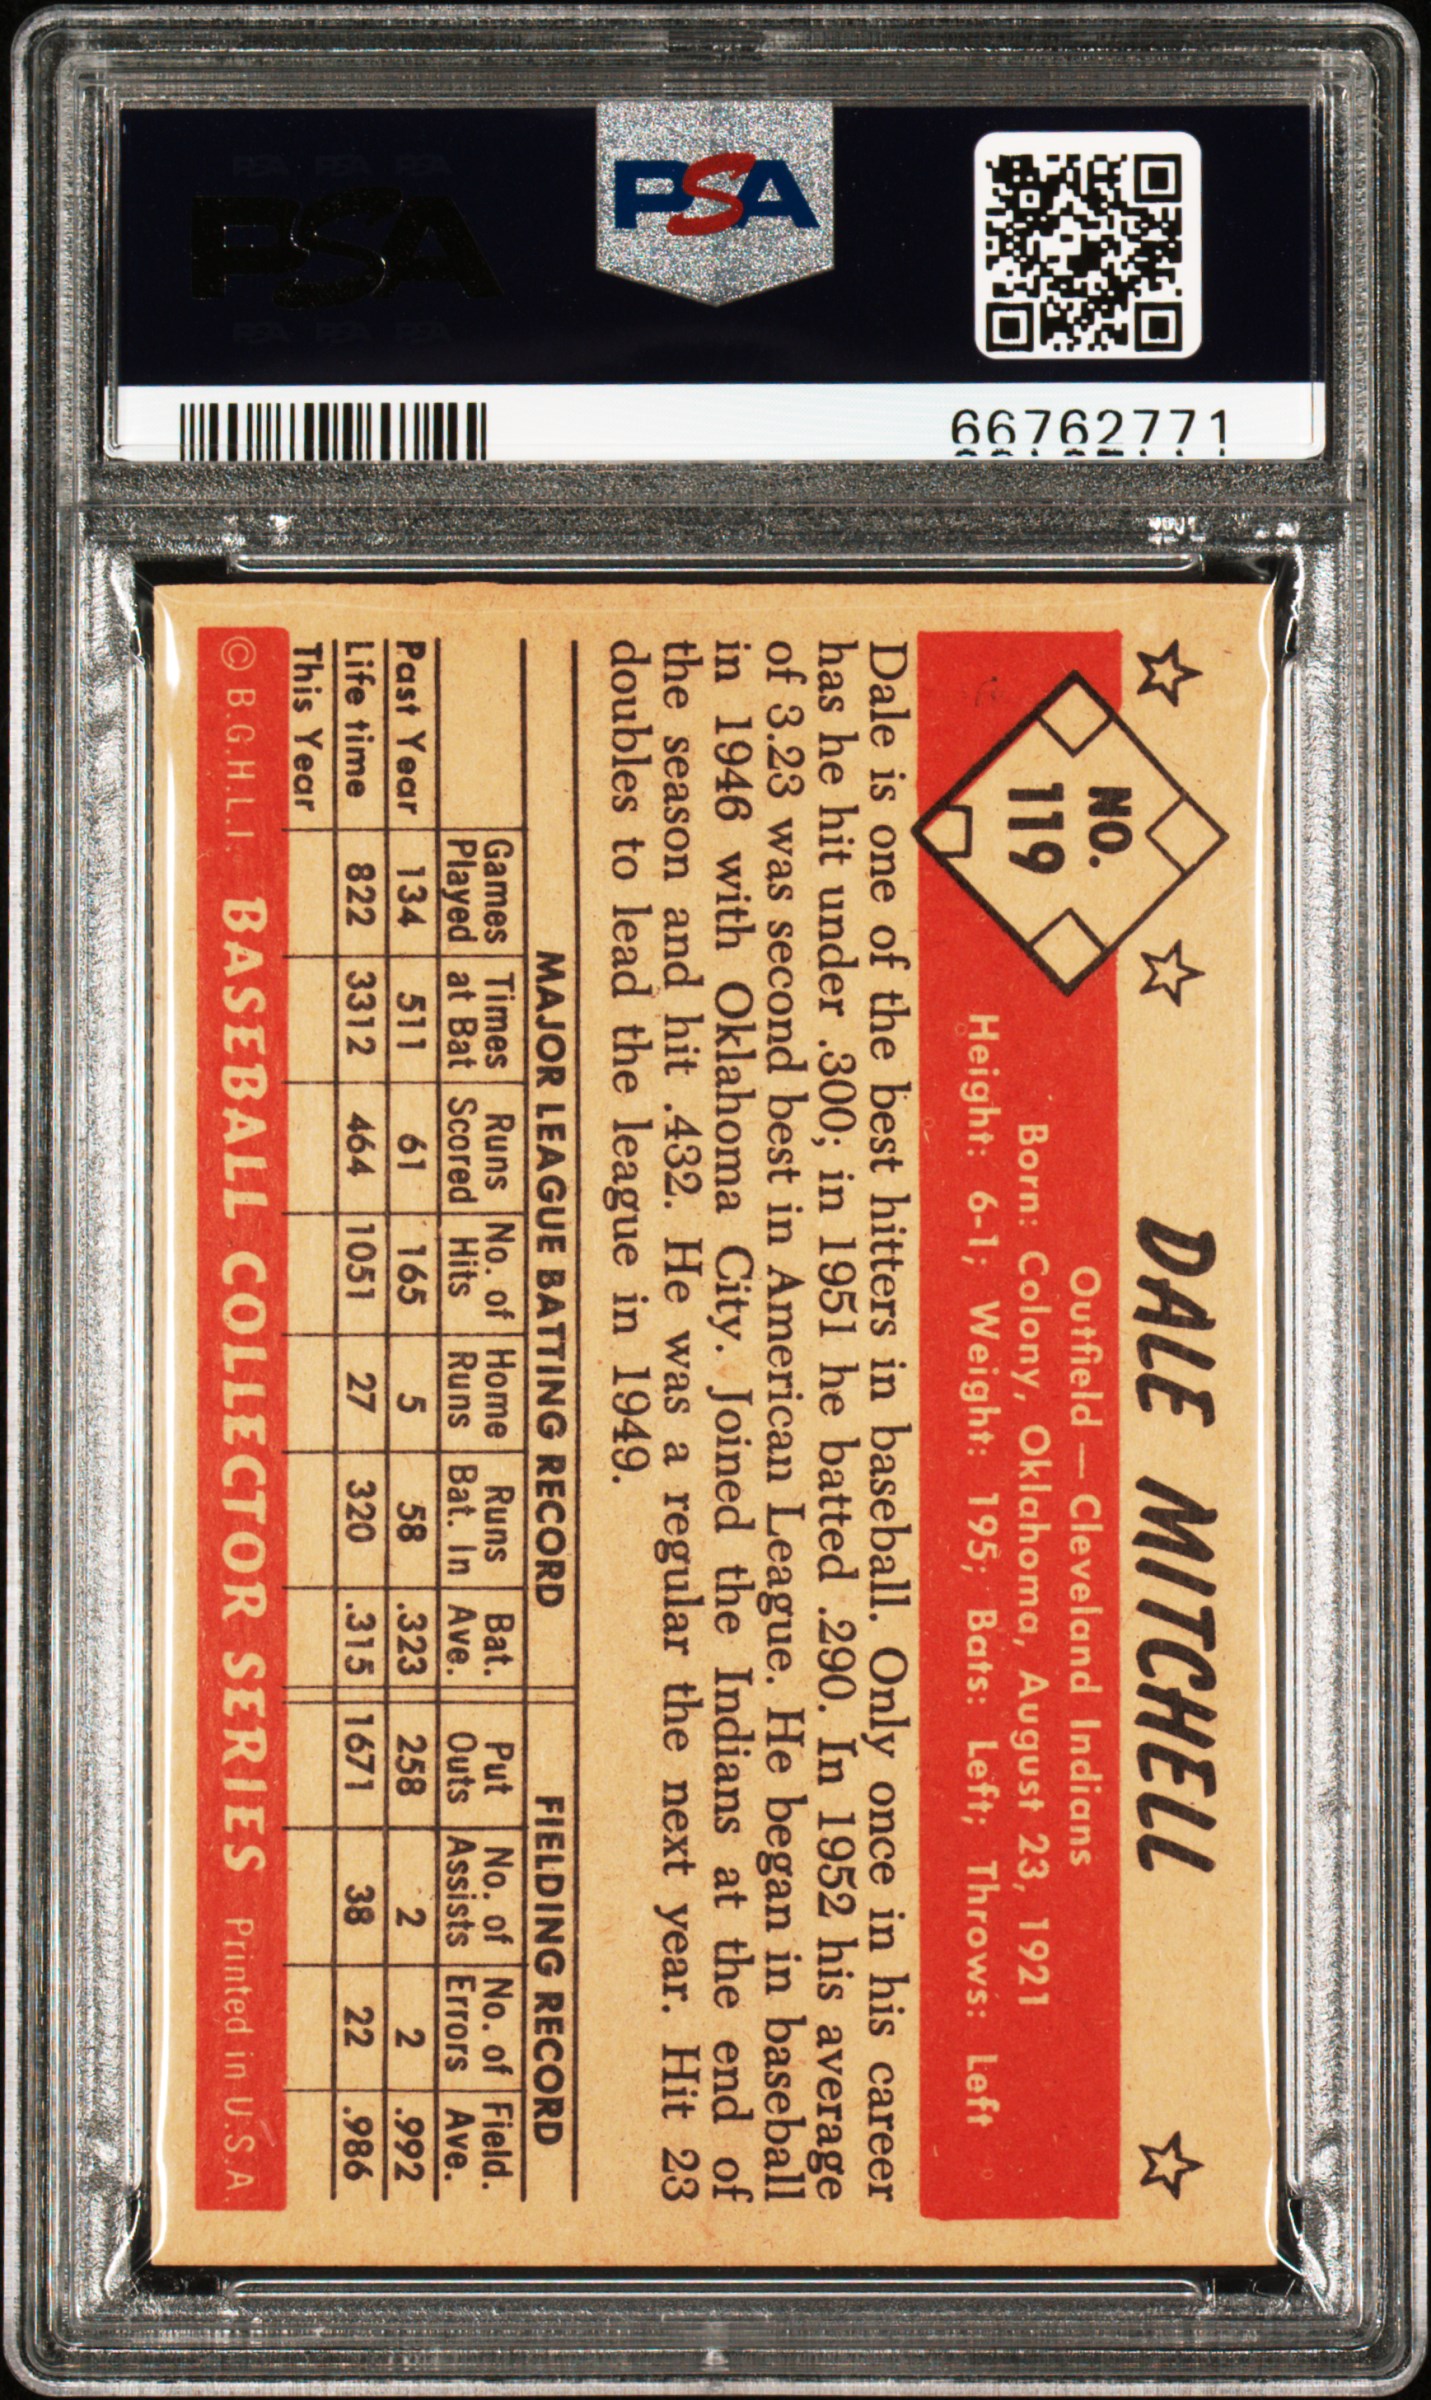 PSA
PSA PSA PSA
PSA
PSA PSA PSA
66762771
DALE MITCHELL
NO.
119
Outfield — Cleveland Indians
Born: Colony, Oklahoma, August 23, 1921
Height: 6-1; Weight: 195; Bats: Left; Throws: Left
Dale is one of the best hitters in baseball. Only once in his career
has he hit under .300; in 1951 he batted .290. In 1952 his average
of 3.23 was second best in American League. He began in baseball
in 1946 with Oklahoma City. Joined the Indians at the end of
the season and hit .432. He was a regular the next year. Hit 23
doubles to lead the league in 1949.
MAJOR LEAGUE BATTING RECORD FIELDING RECORD
Games Times Runs No. of Home Runs Bat. Put No. of No. of Field.
Played at Bat Scored Hits Runs Bat. In Ave. Outs Assists Errors Ave.
Past Year 134 511 61 165 5 58 .323 258 2 2 .992
Life time 822 3312 464 1051 27 320 .315 1671 38 22 .986
This Year
© B.G.H.L.I. BASEBALL COLLECTOR SERIES Printed in U.S.A.